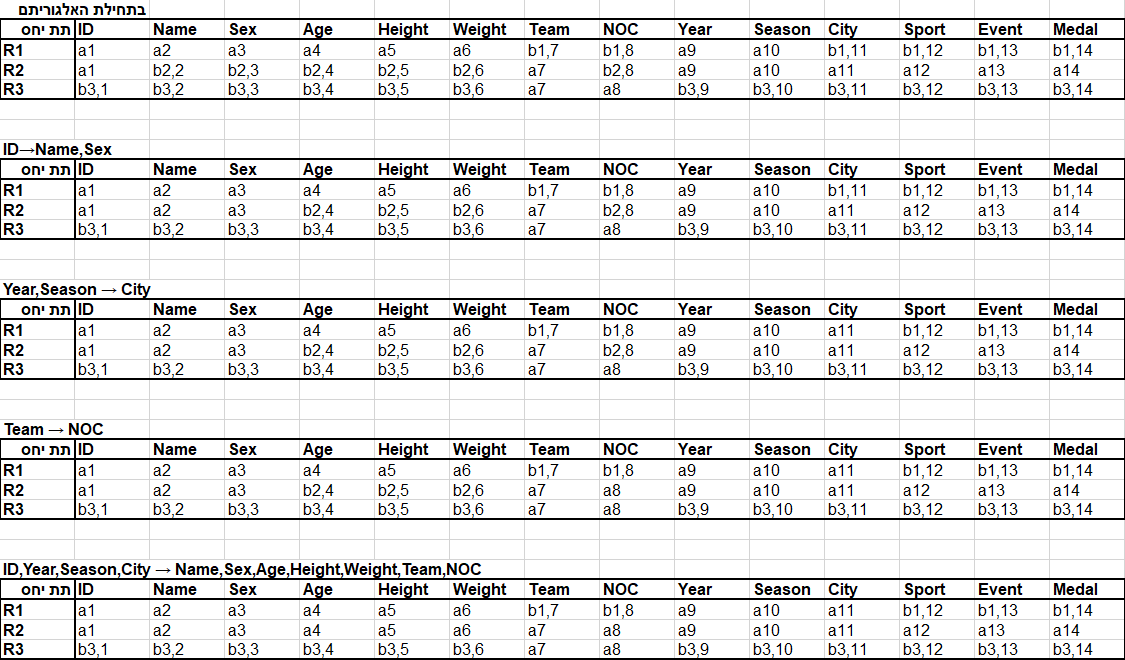 בתחילת האלגוריתם
תת יחס ID Name Sex Age Height Weight Team NOC Year Season City Sport Event Medal
R1 a1 a2 a3 a4 a5 a6 b1,7 b1,8 a9 a10 b1,11 b1,12 b1,13 b1,14
R2 a1 b2,2 b2,3 b2,4 b2,5 b2,6 a7 b2,8 a9 a10 a11 a12 a13 a14
R3 b3,1 b3,2 b3,3 b3,4 b3,5 b3,6 a7 a8 b3,9 b3,10 b3,11 b3,12 b3,13 b3,14
ID→Name,Sex
תת יחס ID Name Sex Age Height Weight Team NOC Year Season City Sport Event Medal
R1 a1 a2 a3 a4 a5 a6 b1,7 b1,8 a9 a10 b1,11 b1,12 b1,13 b1,14
R2 a1 a2 a3 b2,4 b2,5 b2,6 a7 b2,8 a9 a10 a11 a12 a13 a14
R3 b3,1 b3,2 b3,3 b3,4 b3,5 b3,6 a7 a8 b3,9 b3,10 b3,11 b3,12 b3,13 b3,14
Year,Season → City
תת יחס ID Name Sex Age Height Weight Team NOC Year Season City Sport Event Medal
R1 a1 a2 a3 a4 a5 a6 b1,7 b1,8 a9 a10 a11 b1,12 b1,13 b1,14
R2 a1 a2 a3 b2,4 b2,5 b2,6 a7 b2,8 a9 a10 a11 a12 a13 a14
R3 b3,1 b3,2 b3,3 b3,4 b3,5 b3,6 a7 a8 b3,9 b3,10 b3,11 b3,12 b3,13 b3,14
Team → NOC
תת יחס ID Name Sex Age Height Weight Team NOC Year Season City Sport Event Medal
R1 a1 a2 a3 a4 a5 a6 b1,7 b1,8 a9 a10 a11 b1,12 b1,13 b1,14
R2 a1 a2 a3 b2,4 b2,5 b2,6 a7 a8 a9 a10 a11 a12 a13 a14
R3 b3,1 b3,2 b3,3 b3,4 b3,5 b3,6 a7 a8 b3,9 b3,10 b3,11 b3,12 b3,13 b3,14
ID,Year,Season,City → Name,Sex,Age,Height,Weight,Team,NOC
תת יחס ID Name Sex Age Height Weight Team NOC Year Season City Sport Event Medal
R1 a1 a2 a3 a4 a5 a6 b1,7 b1,8 a9 a10 a11 b1,12 b1,13 b1,14
R2 a1 a2 a3 a4 a5 a6 a7 a8 a9 a10 a11 a12 a13 a14
R3 b3,1 b3,2 b3,3 b3,4 b3,5 b3,6 a7 a8 b3,9 b3,10 b3,11 b3,12 b3,13 b3,14